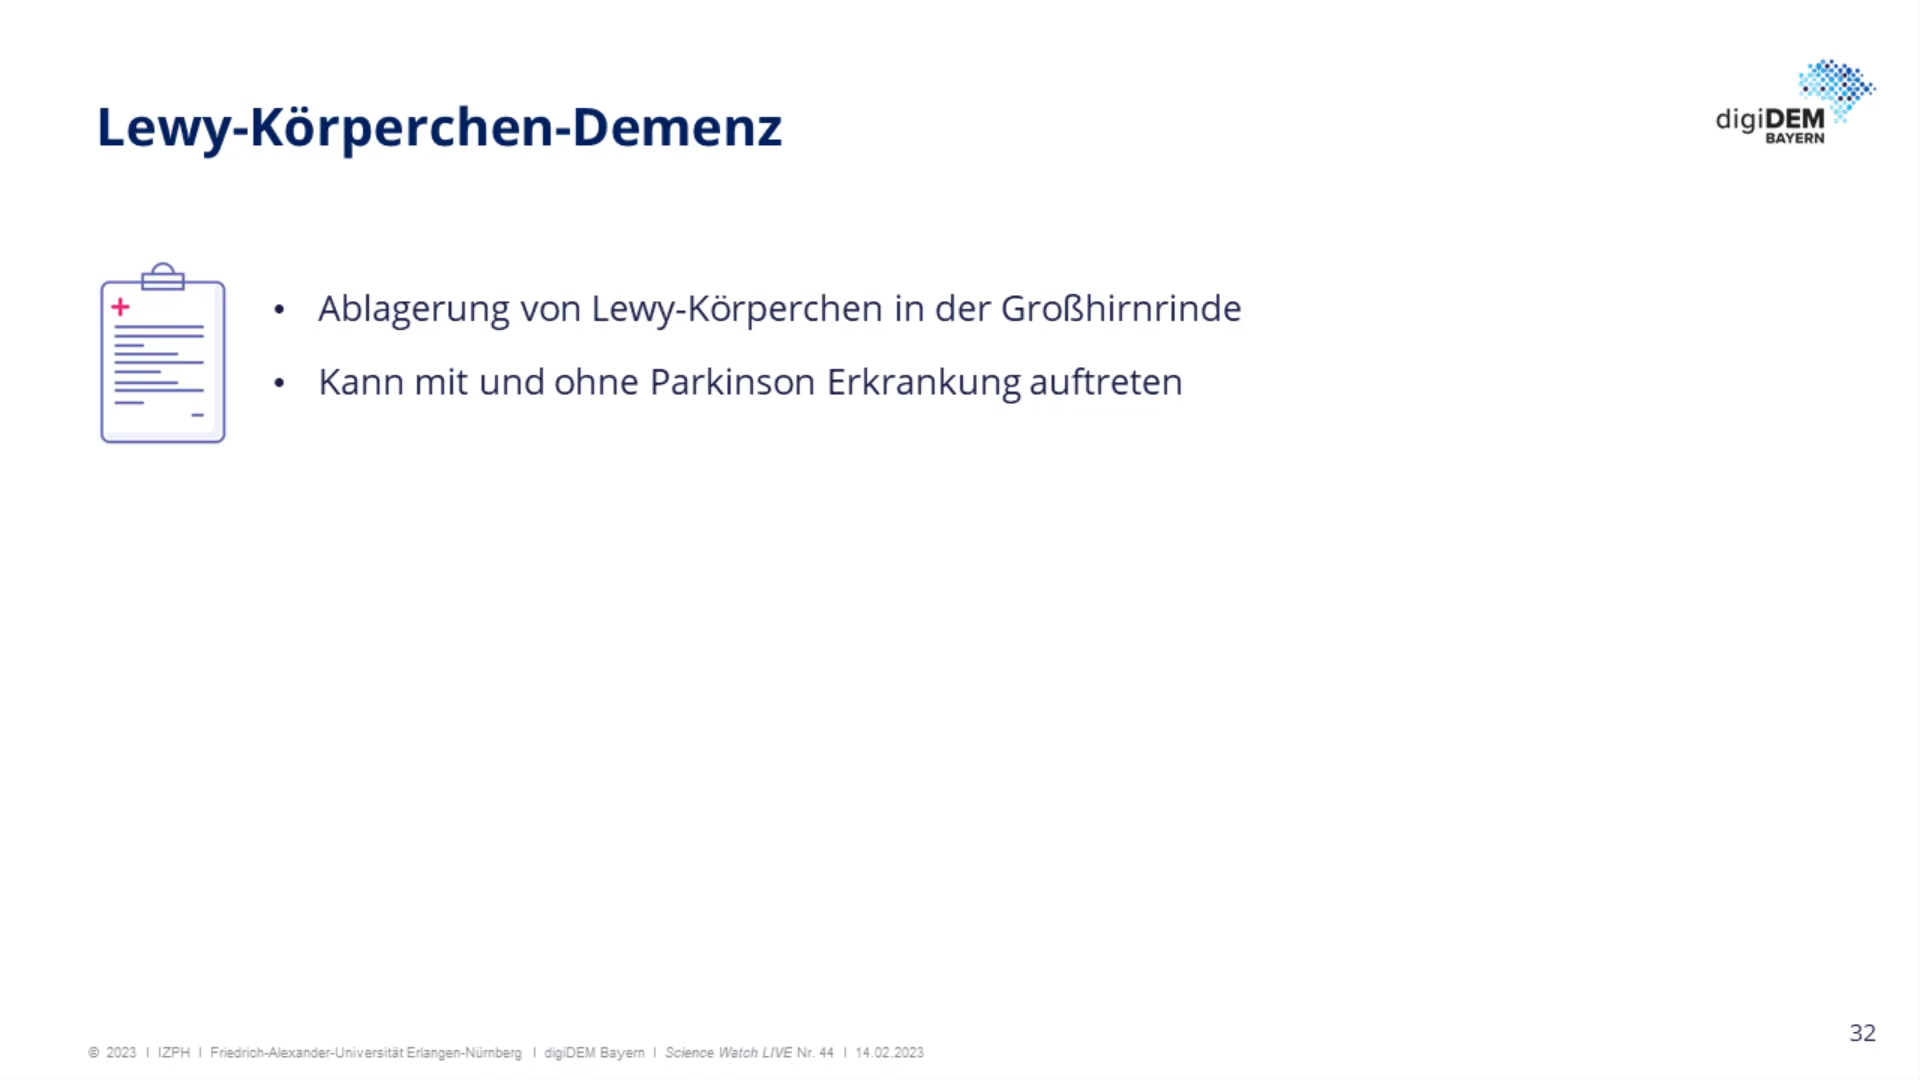 Lewy-Körperchen-Demenz
digiDEM
BAYERN
• Ablagerung von Lewy-Körperchen in der Großhirnrinde
• Kann mit und ohne Parkinson Erkrankung auftreten
32
© 2023 I IZPH I Friedrich-Alexander-Universität Erlangen-Nürnberg I digiDEM Bayern I Science Watch LIVE Nr. 44 I 14.02.2023